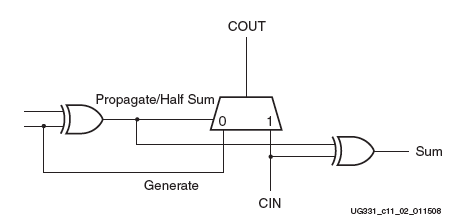 COUT
Propagate/Half Sum
0 1
Sum
Generate
CIN
UG331_c11_02_011508